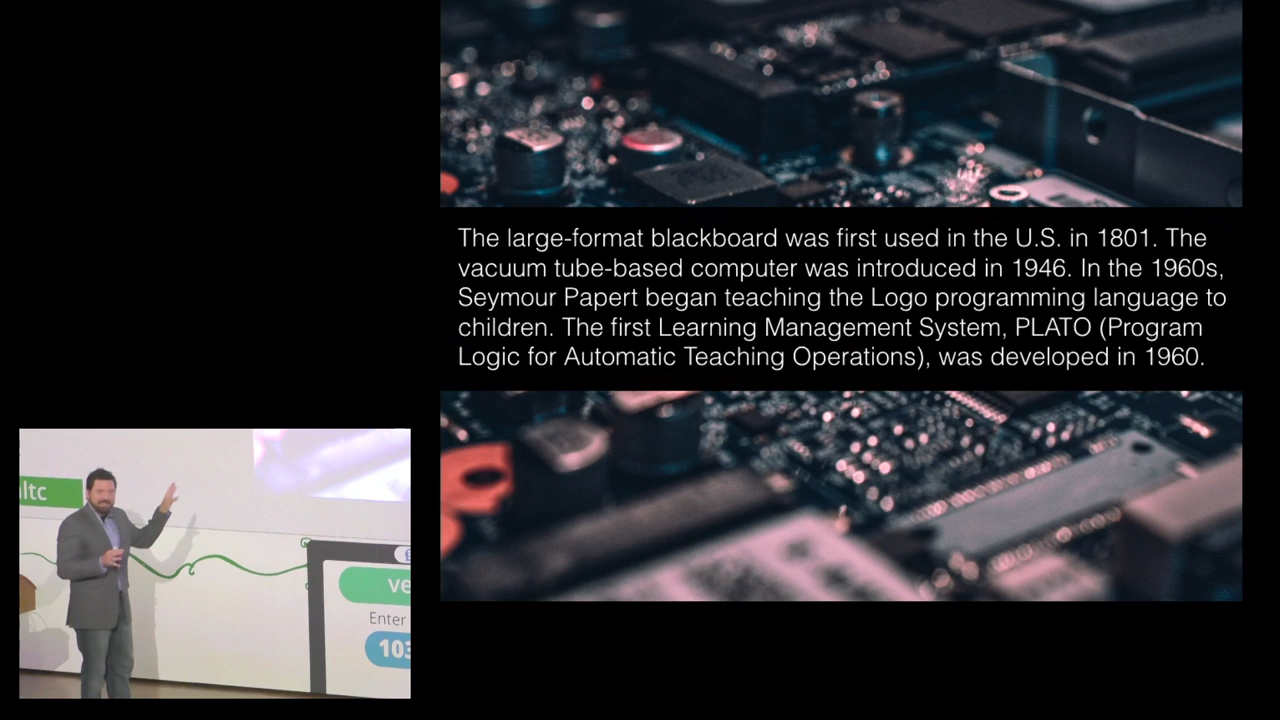 The large-format blackboard was first used in the U.S. in 1801. The
vacuum tube-based computer was introduced in 1946. In the 1960s,
Seymour Papert began teaching the Logo programming language to
children. The first Learning Management System, PLATO (Program
Logic for Automatic Teaching Operations), was developed in 1960.
ltc
ve
Enter
103